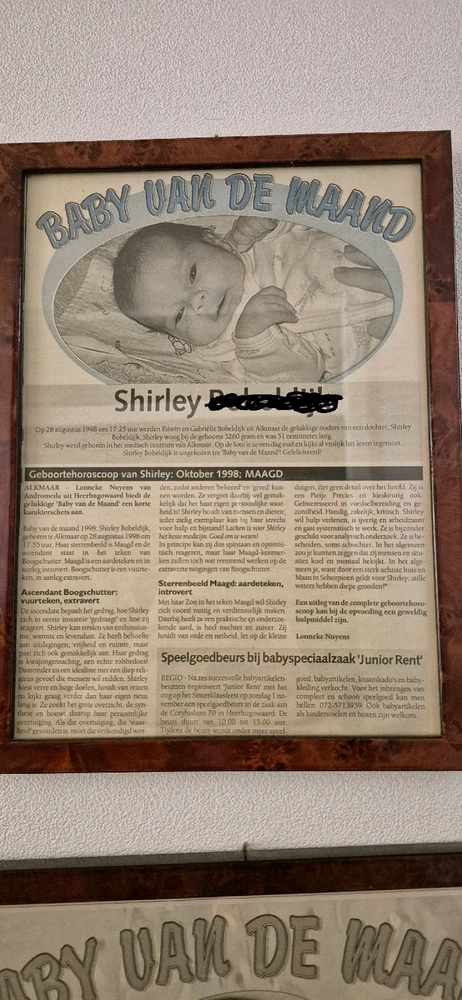 BABY VAN DE MAAND
Shirley
Op 28 augustus 1998 om 17.25 uur werden Edwin en Gabriëlle Bobeldijk uit Alkmaar de gelukkige ouders van een dochter, Shirley
Bobeldijk. Shirley woog bij de geboorte 3260 gram en was 51 centimeter lang.
Shirley werd geboren in het medisch centrum van Alkmaar. Op de foto is ze een dag oud en kijkt al vrolijk het leven tegemoet.
Shirley Bobeldijk is uitgekozen tot 'Baby van de Maand'! Gefeliciteerd!
Geboortehoroscoop van Shirley: Oktober 1998; MAAGD
ALKMAAR - Lonneke Nuyens van
Andromeda uit Heerhugowaard biedt de
gelukkige 'Baby van de Maand' een korte
karakterschets aan.
Baby van de maand 1998: Shirley Bobeldijk,
geboren te Alkmaar op 28 augustus 1998 om
17.55 uur. Haar sterrenbeeld is Maagd en de
ascendant staat in het teken van
Boogschutter. Maagd is een aardeteken en in
aanleg introvert. Boogschutter is een vuurte-
ken, in aanleg extravert.
Ascendant Boogschutter:
vuurteken, extravert
De ascendant bepaalt het gedrag, hoe Shirley
zich in eerste instantie 'gedraagt' en hoe zij
reageert. Shirley kan stralen van enthousias-
me, warmte en levenslust. Ze heeft behoefte
aan uitdagingen, vrijheid en ruimte, maar
past zich ook gemakkelijk aan. Haar gedrag
is kwajongensachtig, een echte robbedoes!
Daarnaast is ze een idealiste met een diep reli-
gieus gevoel die mensen wil redden. Shirley
kiest verre en hoge doelen, houdt van reizen
en kijkt graag verder dan haar eigen neus
lang is. Ze zoekt het grote overzicht, de syn-
these en bouwt daarop haar persoonlijke
overtuiging. Als die overtuiging, die 'waar-
heid' gevonden is, moet die verkondigd wor-
den, zodat anderen 'bekeerd' en 'gered' kun-
nen worden. Ze vergeet daarbij wel gemak-
kelijk dat het haar eigen persoonlijke waar-
heid is! Shirley houdt van mensen en dieren;
ieder zielig exemplaar kan bij haar terecht
voor hulp en bijstand! Lachen is voor Shirley
het beste medicijn. Goed om te weten!
In principe kan zij dus spontaan en optimis-
tisch reageren, maar haar Maagd-kenmer-
ken zullen toch wat remmend werken op de
extraverte neigingen van Boogschutter.
Sterrenbeeld Maagd: aardeteken,
introvert
Met haar Zon in het teken Maagd wil Shirley
zich vooral nuttig en verdienstelijk maken.
Daarbij heeft ze een praktische en onderzoe-
kende aard, is heel nuchter en zuiver. Zij
houdt van orde en netheid, let op de kleine
dingen, ziet geen detail over het hoofd. Zij is
een Pietje Precies en kieskeurig ook.
Geïnteresseerd in voedselbereiding en ge-
zondheid. Handig, zakelijk, kritisch. Shirley
wil hulp verlenen, is ijverig en arbeidzaam
en gaat systematisch te werk. Ze is bijzonder
geschikt voor analytisch onderzoek. Ze is be-
scheiden, soms schuchter. In het algemeen
zou je kunnen zeggen dat zij mensen en situ-
aties koel en menselijk bekijkt. In het alge-
meen ja, want door een sterk achtste huis en
Maan in Schorpioen geldt voor Shirley: stille
waters hebben diepe gronden!"
Een uitleg van de complete geboortehoro-
scoop kan bij de opvoeding een geweldig
hulpmiddel zijn.
Lonneke Nuyens
Speelgoedbeurs bij babyspeciaalzaak 'Junior Rent'
REGIO - Na zes succesvolle babyartikelen-
beurzen organiseert 'Junior Rent' met het
oog op het Sinterklaasfeest op zondag 1 no-
vember een speelgoedbeurs in de zaak aan
de Coryluslaan 70 in Heerhugowaard. De
beurs duurt van 10.00 tot 13.00 uur.
Tijdens de beurs wordt onder meer speel
goed, babyartikelen, kraamkado's en baby-
kleding verkocht. Voor het inbrengen van
compleet en schoon speelgoed kan men
bellen: 072-5713939. Ook babyartikelen
als kinderstoelen en boxen zijn welkom.
BABY VAN DE MAA